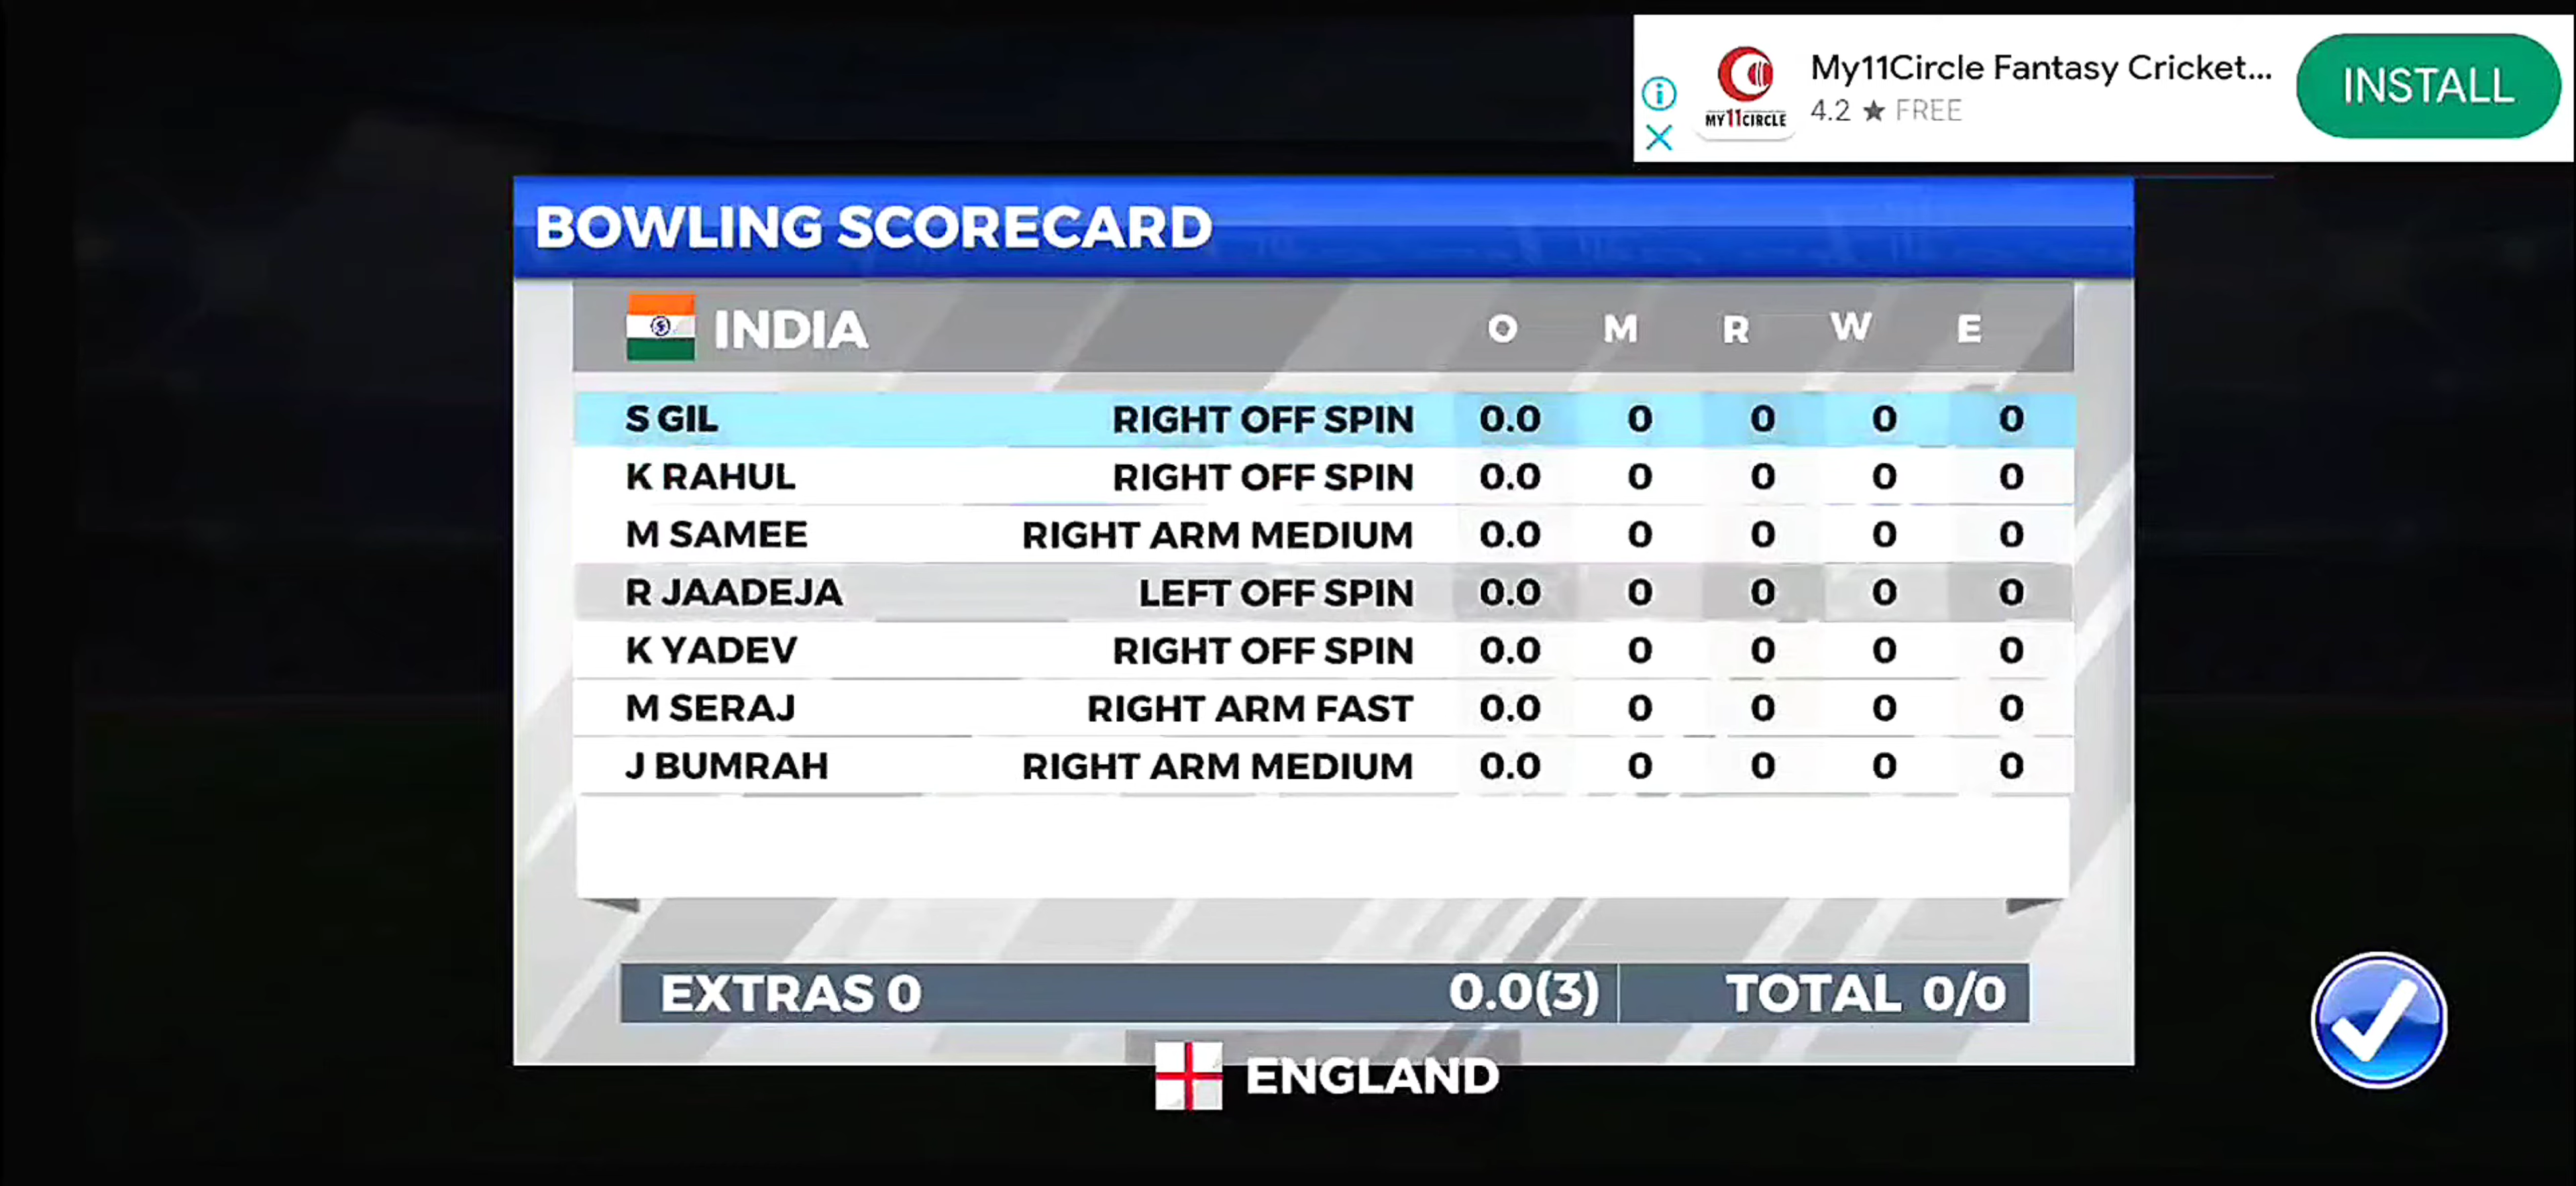 My11Circle Fantasy Cricket...
4.2 ★ FREE
MY11CIRCLE
INSTALL
BOWLING SCORECARD
INDIA O M R W E
S GIL RIGHT OFF SPIN 0.0 0 0 0 0
K RAHUL RIGHT OFF SPIN 0.0 0 0 0 0
M SAMEE RIGHT ARM MEDIUM 0.0 0 0 0 0
R JAADEJA LEFT OFF SPIN 0.0 0 0 0 0
K YADEV RIGHT OFF SPIN 0.0 0 0 0 0
M SERAJ RIGHT ARM FAST 0.0 0 0 0 0
J BUMRAH RIGHT ARM MEDIUM 0.0 0 0 0 0
EXTRAS 0 0.0(3) TOTAL 0/0
ENGLAND